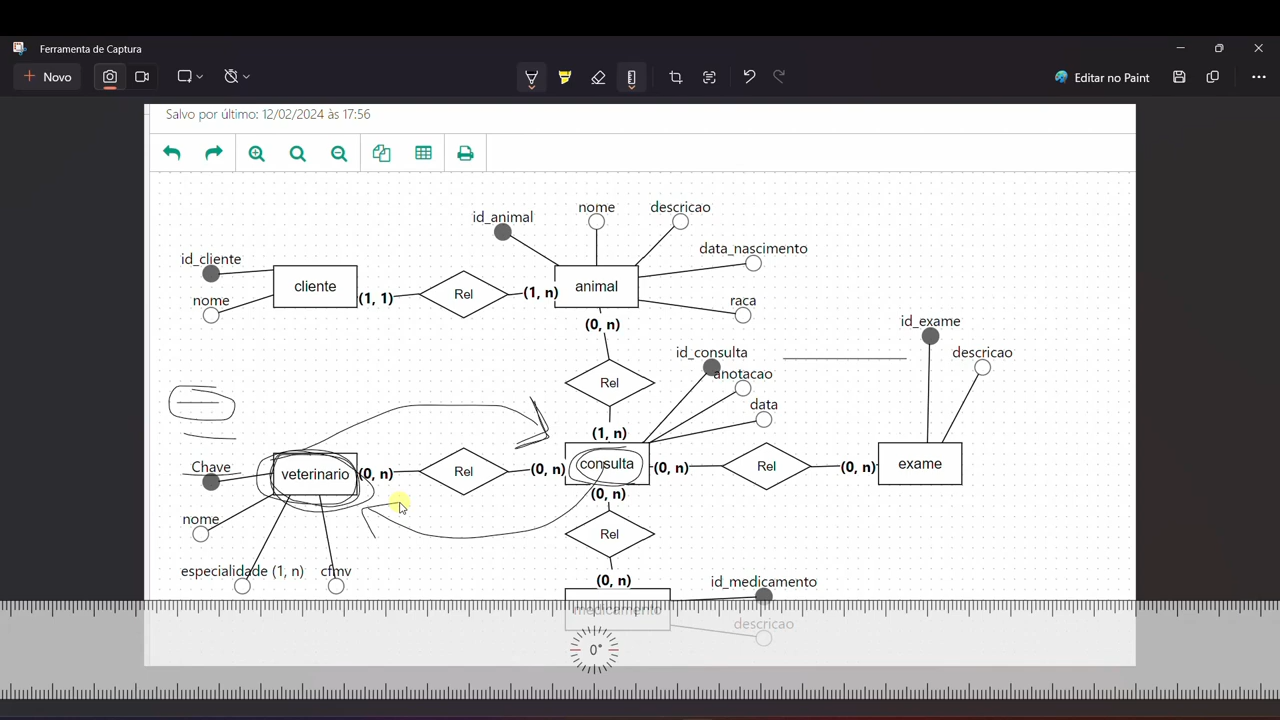 Ferramenta de Captura
Novo
Editar no Paint
Salvo por último: 12/02/2024 às 17:56
id_animal
nome
descricao
data_nascimento
raca
id_cliente
nome
cliente
(1, 1)
Rel
(1, n)
animal
(0, n)
Rel
(1, n)
id_consulta
anotacao
data
id_exame
descricao
Chave
veterinario
(0, n)
Rel
(0, n)
consulta
(0, n)
Rel
(0, n)
exame
nome
especialidade (1, n)
cfmv
(0, n)
Rel
(0, n)
medicamento
id_medicamento
descricao
0°